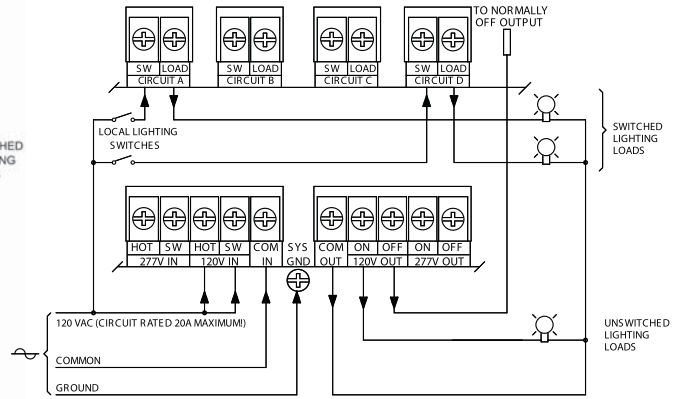 TO NORMALLY
OFF OUTPUT
SW LOAD SW LOAD SW LOAD SW LOAD
CIRCUIT A CIRCUIT B CIRCUIT C CIRCUIT D
LOCAL LIGHTING
SWITCHES
SWITCHED
LIGHTING
LOADS
HED
NG
HOT SW HOT SW COM SYS COM ON OFF ON OFF
277V IN 120V IN IN GND OUT 120V OUT 277V OUT
120 VAC (CIRCUIT RATED 20A MAXIMUM!)
UNSWITCHED
LIGHTING
LOADS
COMMON
GROUND